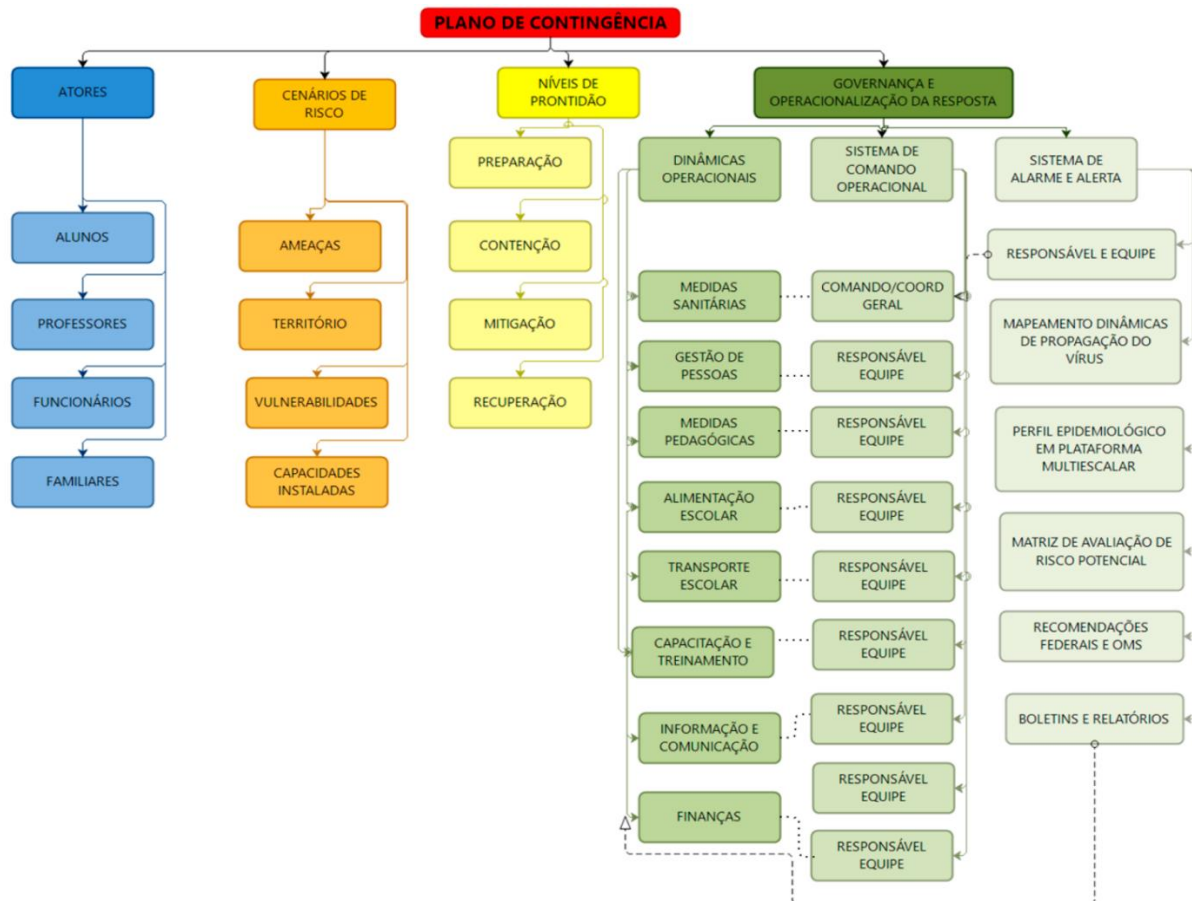 PLANO DE CONTINGÊNCIA
ATORES
ALUNOS
PROFESSORES
FUNCIONÁRIOS
FAMILIARES
CENÁRIOS DE
RISCO
AMEAÇAS
TERRITÓRIO
VULNERABILIDADES
CAPACIDADES
INSTALADAS
NÍVEIS DE
PRONTIDÃO
PREPARAÇÃO
CONTENÇÃO
MITIGAÇÃO
RECUPERAÇÃO
GOVERNANÇA E
OPERACIONALIZAÇÃO DA RESPOSTA
DINÂMICAS
OPERACIONAIS
MEDIDAS
SANITÁRIAS
GESTÃO DE
PESSOAS
MEDIDAS
PEDAGÓGICAS
ALIMENTAÇÃO
ESCOLAR
TRANSPORTE
ESCOLAR
CAPACITAÇÃO E
TREINAMENTO
INFORMAÇÃO E
COMUNICAÇÃO
FINANÇAS
SISTEMA DE
COMANDO
OPERACIONAL
COMANDO/COORD
GERAL
RESPONSÁVEL
EQUIPE
RESPONSÁVEL
EQUIPE
RESPONSÁVEL
EQUIPE
RESPONSÁVEL
EQUIPE
RESPONSÁVEL
EQUIPE
RESPONSÁVEL
EQUIPE
RESPONSÁVEL
EQUIPE
RESPONSÁVEL
EQUIPE
SISTEMA DE
ALARME E ALERTA
RESPONSÁVEL E EQUIPE
MAPEAMENTO DINÂMICAS
DE PROPAGAÇÃO DO
VÍRUS
PERFIL EPIDEMIOLÓGICO
EM PLATAFORMA
MULTIESCALAR
MATRIZ DE AVALIAÇÃO DE
RISCO POTENCIAL
RECOMENDAÇÕES
FEDERAIS E OMS
BOLETINS E RELATÓRIOS